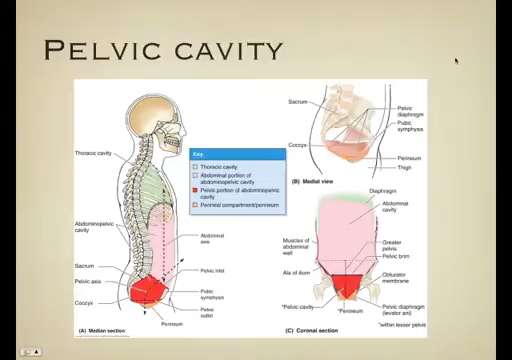 PELVIC CAVITY
Thoracic cavity
Abdominopelvic
cavity
Sacrum
Pelvic axis
Coccyx
Abdominal
axis
Pelvic inlet
Pubic
symphysis
Pelvic
outlet
Perineum
(A) Median section
Key
Thoracic cavity
Abdominal portion of
abdominopelvic cavity
Pelvic portion of abdominopelvic
cavity
Perineal compartment/perineum
Sacrum
Coccyx
Pelvic
diaphragm
Pubic
symphysis
Perineum
Thigh
(B) Medial view
Diaphragm
Abdominal
cavity
Muscles of
abdominal
wall
Ala of ilium
Greater
pelvis
Pelvic brim
Obturator
membrane
*Pelvic cavity
*Perineum
Pelvic diaphragm
(levator ani)
*within lesser pelvis
(C) Coronal section